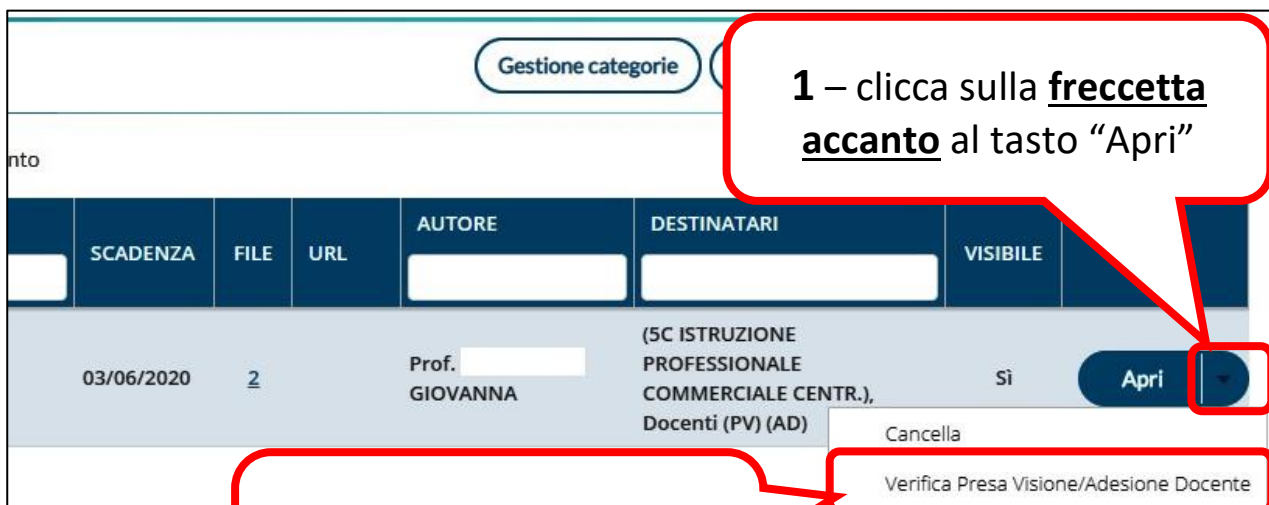 Gestione categorie
1 – clicca sulla freccetta
accanto al tasto “Apri”
nto
SCADENZA
FILE
URL
AUTORE
DESTINATARI
VISIBILE
03/06/2020
2
Prof.
GIOVANNA
(5C ISTRUZIONE
PROFESSIONALE
COMMERCIALE CENTR.),
Docenti (PV) (AD)
Sì
Apri
Cancella
Verifica Presa Visione/Adesione Docente